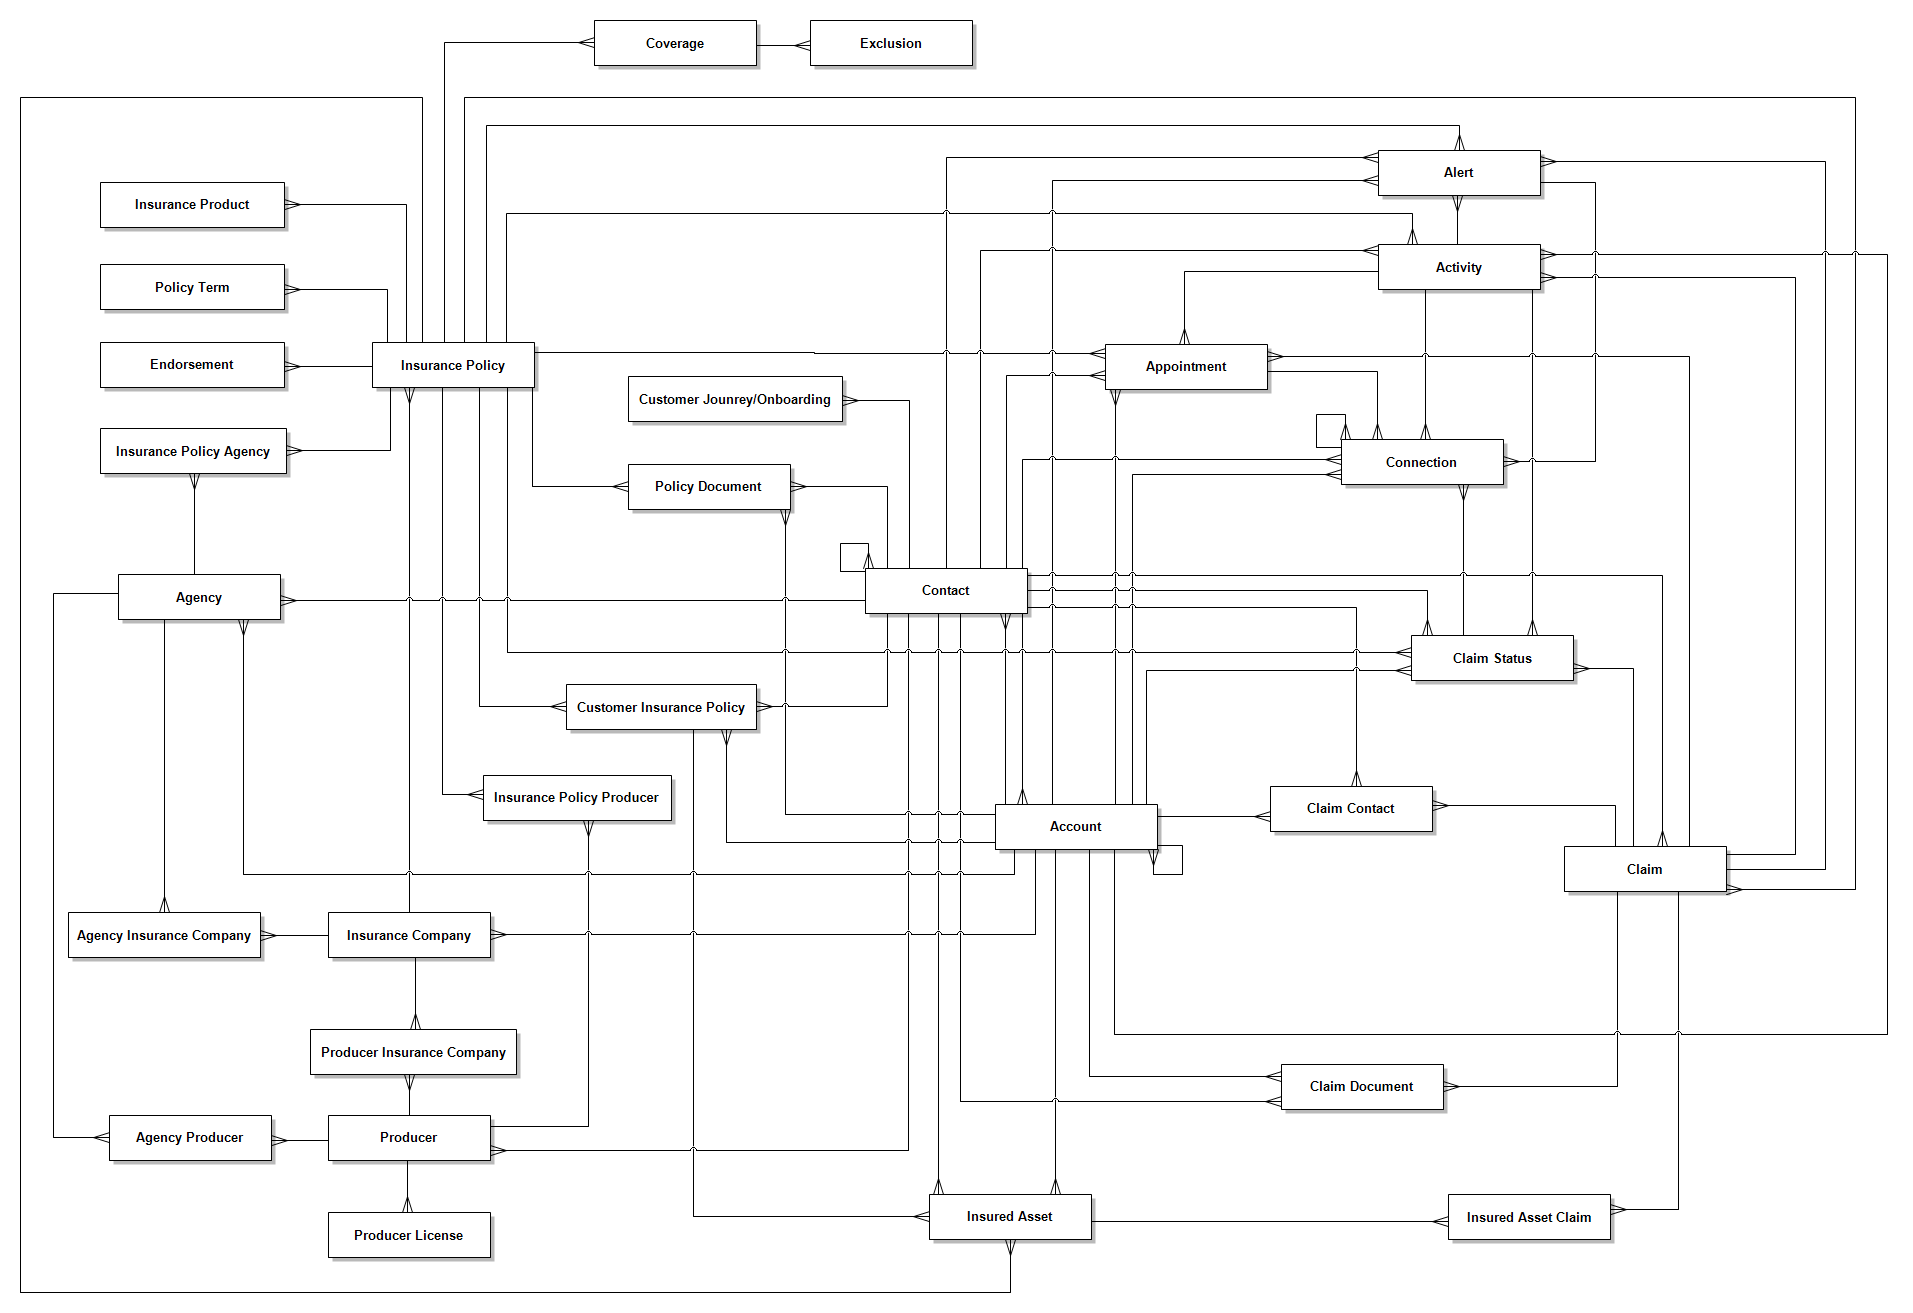 Coverage
Exclusion
Alert
Insurance Product
Activity
Policy Term
Endorsement
Insurance Policy
Appointment
Customer Jounrey/Onboarding
Insurance Policy Agency
Connection
Policy Document
Contact
Agency
Claim Status
Customer Insurance Policy
Insurance Policy Producer
Claim Contact
Account
Claim
Agency Insurance Company
Insurance Company
Producer Insurance Company
Claim Document
Agency Producer
Producer
Insured Asset
Insured Asset Claim
Producer License